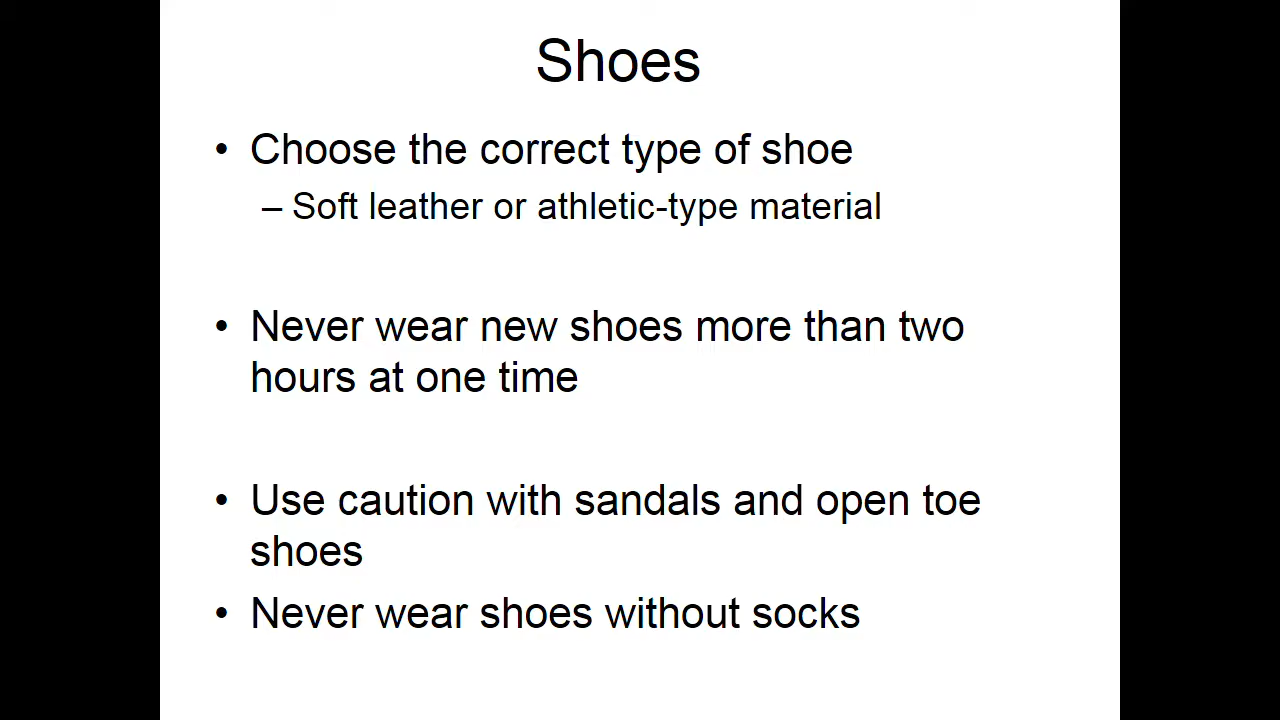 Shoes
• Choose the correct type of shoe
– Soft leather or athletic-type material
• Never wear new shoes more than two
hours at one time
• Use caution with sandals and open toe
shoes
• Never wear shoes without socks